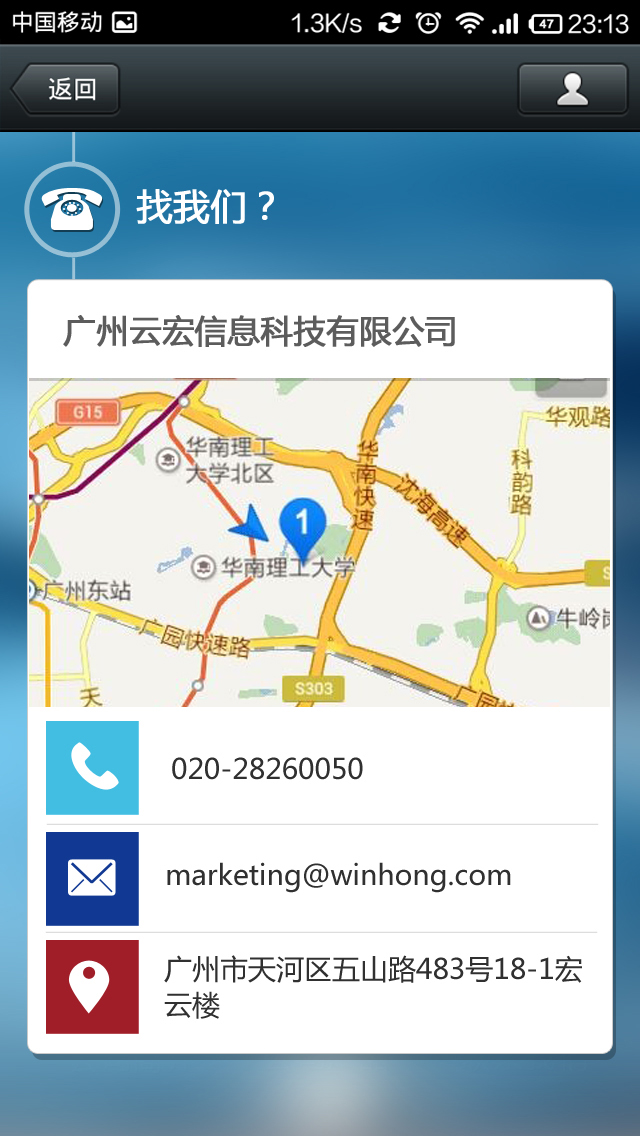 中国移动 1.3K/s 47 23:13
返回
找我们？
广州云宏信息科技有限公司
G15
华观路
华南理工
大学北区
华南快速
科韵路
沈海高速
1
华南理工大学
S
广州东站
牛岭岗
广园快速路
S303
天
广园
020-28260050
marketing@winhong.com
广州市天河区五山路483号18-1宏
云楼